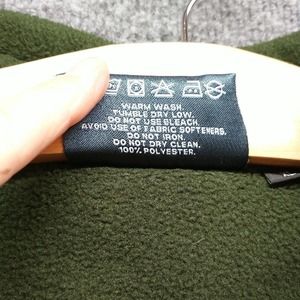 WARM WASH.
TUMBLE DRY LOW.
DO NOT USE BLEACH.
AVOID USE OF FABRIC SOFTENERS.
DO NOT IRON.
DO NOT DRY CLEAN.
100% POLYESTER.